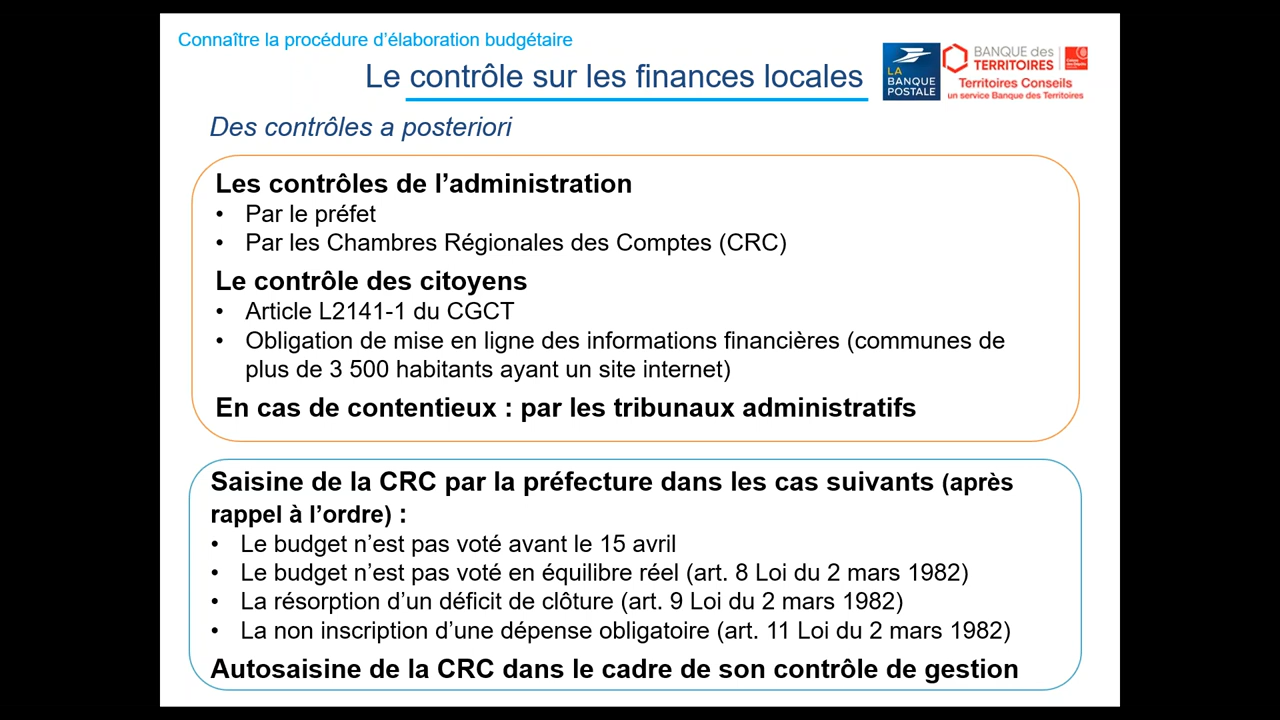 Connaître la procédure d'élaboration budgétaire
Le contrôle sur les finances locales
LA
BANQUE
POSTALE
BANQUE des
TERRITOIRES
Territoires Conseils
un service Banque des Territoires
Des contrôles a posteriori
Les contrôles de l'administration
• Par le préfet
• Par les Chambres Régionales des Comptes (CRC)
Le contrôle des citoyens
• Article L2141-1 du CGCT
• Obligation de mise en ligne des informations financières (communes de
plus de 3 500 habitants ayant un site internet)
En cas de contentieux : par les tribunaux administratifs
Saisine de la CRC par la préfecture dans les cas suivants (après
rappel à l'ordre) :
• Le budget n'est pas voté avant le 15 avril
• Le budget n'est pas voté en équilibre réel (art. 8 Loi du 2 mars 1982)
• La résorption d'un déficit de clôture (art. 9 Loi du 2 mars 1982)
• La non inscription d'une dépense obligatoire (art. 11 Loi du 2 mars 1982)
Autosaisine de la CRC dans le cadre de son contrôle de gestion